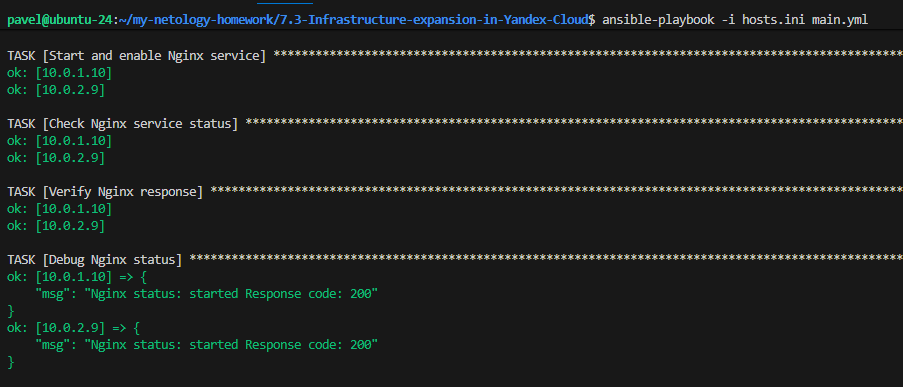 pavel@ubuntu-24:~/my-netology-homework/7.3-Infrastructure-expansion-in-Yandex-Cloud$ ansible-playbook -i hosts.ini main.yml
TASK [Start and enable Nginx service] *******************************************************************************************
ok: [10.0.1.10]
ok: [10.0.2.9]
TASK [Check Nginx service status] ***********************************************************************************************
ok: [10.0.1.10]
ok: [10.0.2.9]
TASK [Verify Nginx response] ****************************************************************************************************
ok: [10.0.1.10]
ok: [10.0.2.9]
TASK [Debug Nginx status] *******************************************************************************************************
ok: [10.0.1.10] => {
    "msg": "Nginx status: started Response code: 200"
}
ok: [10.0.2.9] => {
    "msg": "Nginx status: started Response code: 200"
}